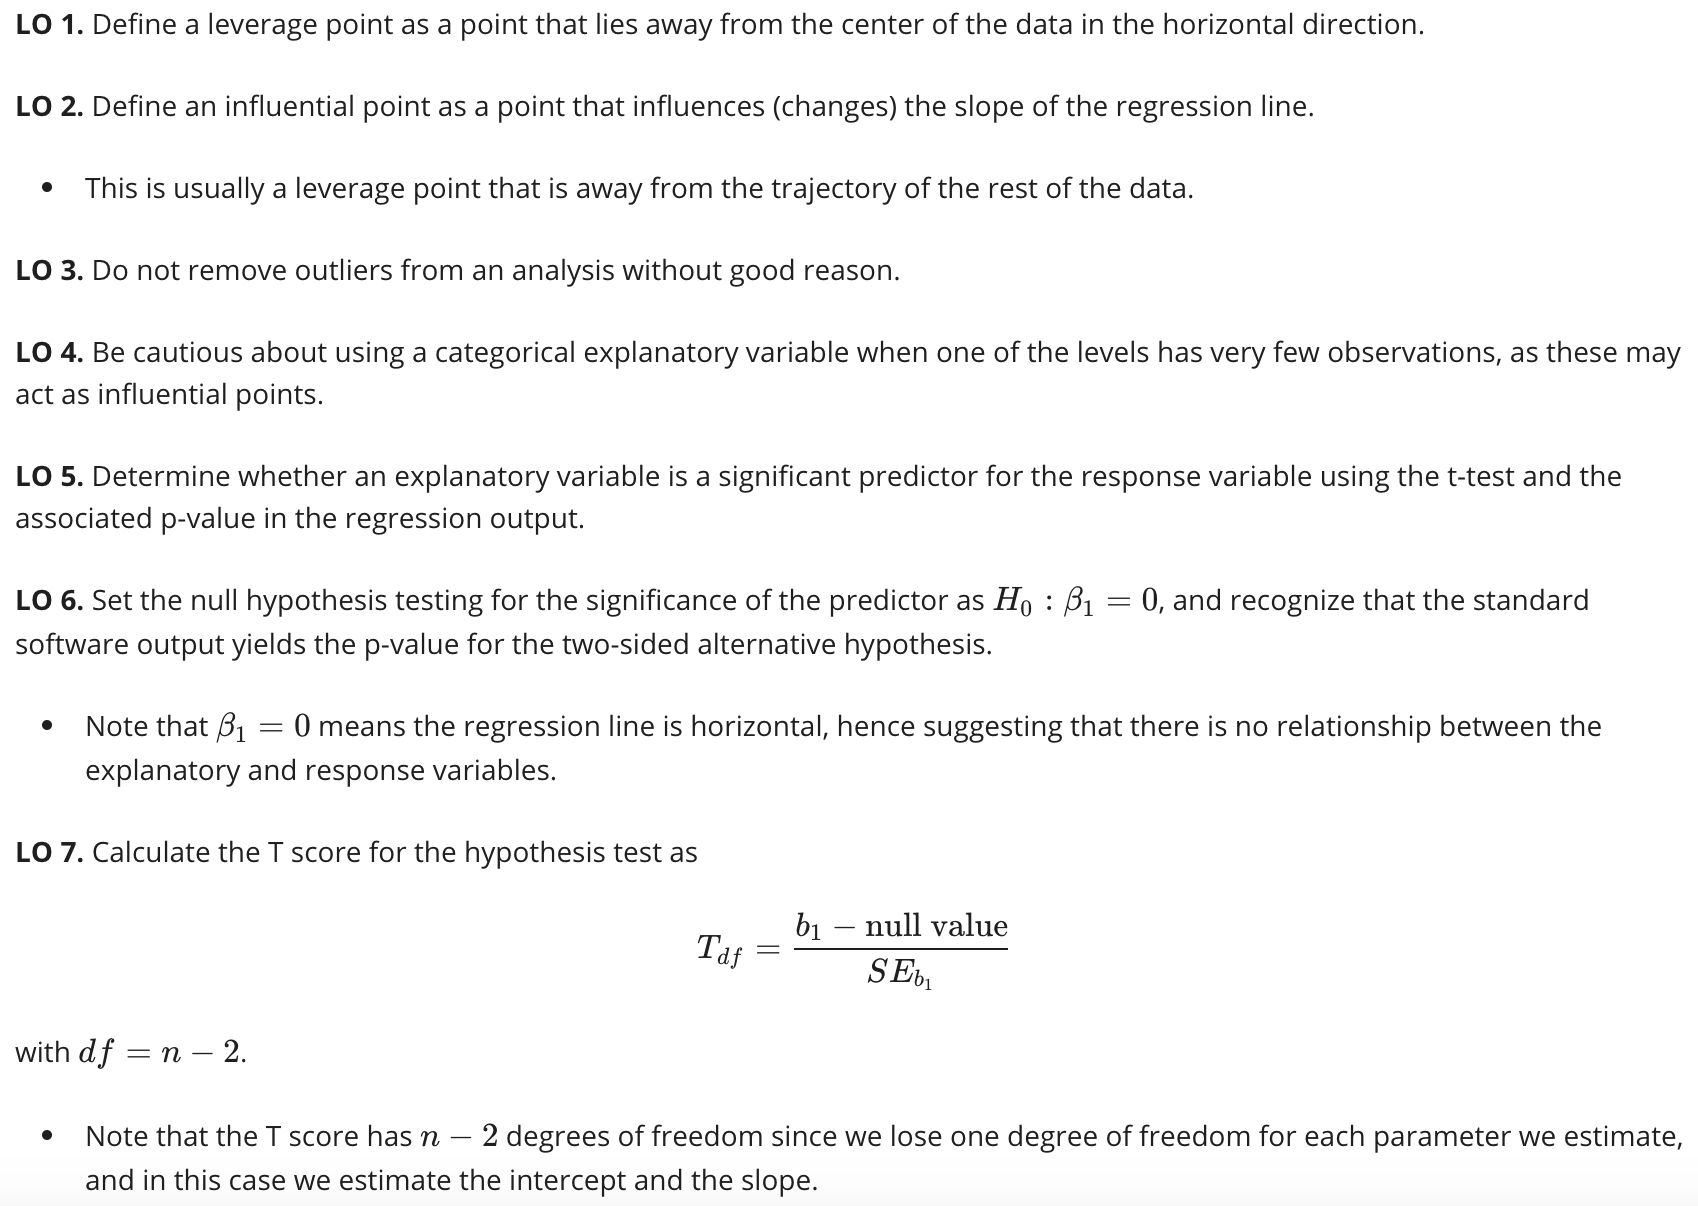 LO 1. Define a leverage point as a point that lies away from the center of the data in the horizontal direction.
LO 2. Define an influential point as a point that influences (changes) the slope of the regression line.
• This is usually a leverage point that is away from the trajectory of the rest of the data.
LO 3. Do not remove outliers from an analysis without good reason.
LO 4. Be cautious about using a categorical explanatory variable when one of the levels has very few observations, as these may
act as influential points.
LO 5. Determine whether an explanatory variable is a significant predictor for the response variable using the t-test and the
associated p-value in the regression output.
LO 6. Set the null hypothesis testing for the significance of the predictor as $H_0 : \beta_1 = 0$, and recognize that the standard
software output yields the p-value for the two-sided alternative hypothesis.
• Note that $\beta_1 = 0$ means the regression line is horizontal, hence suggesting that there is no relationship between the
explanatory and response variables.
LO 7. Calculate the T score for the hypothesis test as
$T_{df} = \frac{b_1 - \text{null value}}{SE_{b_1}}$
with $df = n - 2$.
• Note that the T score has $n - 2$ degrees of freedom since we lose one degree of freedom for each parameter we estimate,
and in this case we estimate the intercept and the slope.